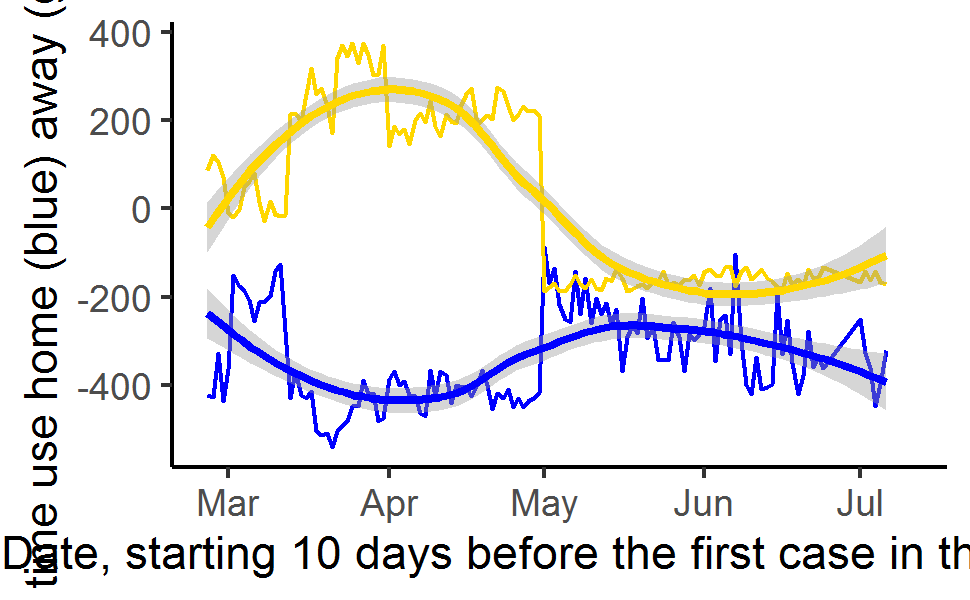 time use home (blue) away (
400
200
0
-200
-400
Mar Apr May Jun Jul
Date, starting 10 days before the first case in th